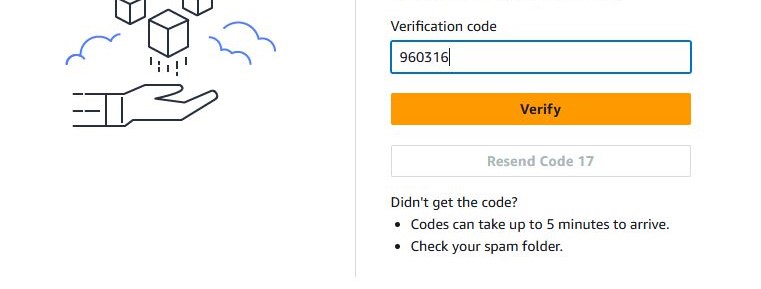 Verification code
960316
Verify
Resend Code 17
Didn't get the code?
• Codes can take up to 5 minutes to arrive.
• Check your spam folder.